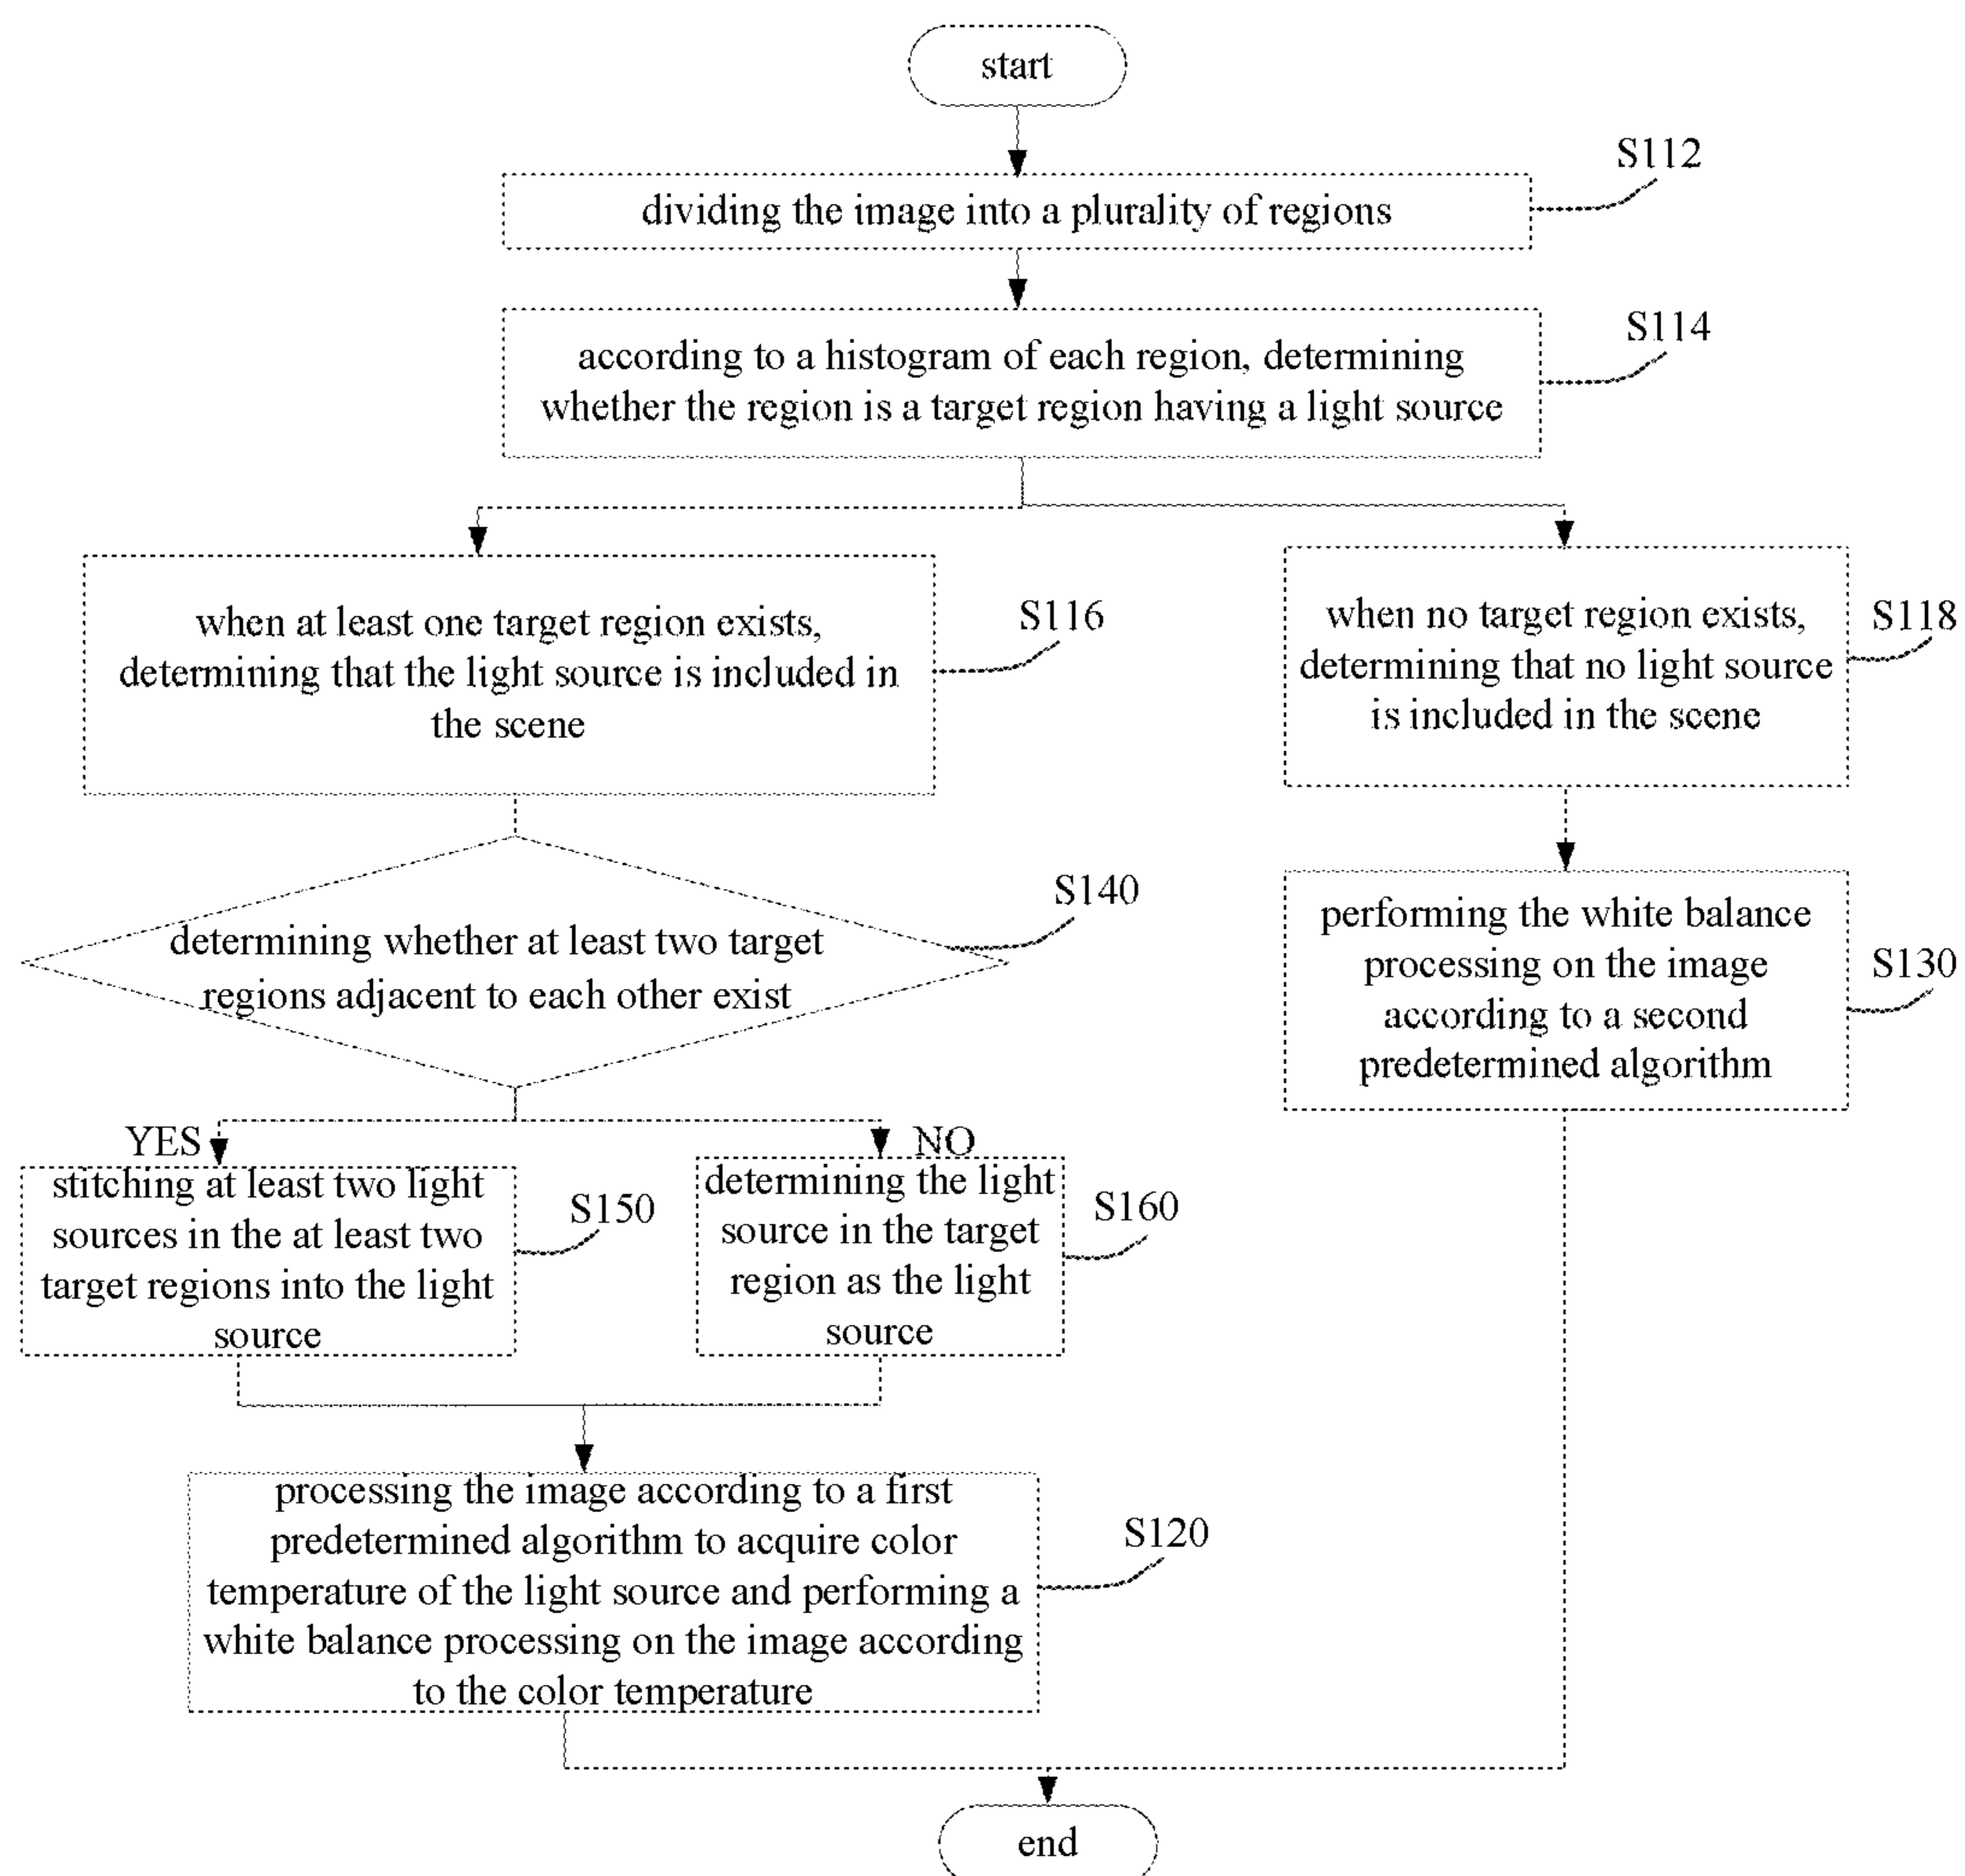 start
S112
dividing the image into a plurality of regions
S114
according to a histogram of each region, determining
whether the region is a target region having a light source
S116
when at least one target region exists,
determining that the light source is included in
the scene
S118
when no target region exists,
determining that no light source
is included in the scene
S140
determining whether at least two target
regions adjacent to each other exist
S130
performing the white balance
processing on the image
according to a second
predetermined algorithm
YES
NO
stitching at least two light
sources in the at least two
target regions into the light
source
S150
determining the light
source in the target
region as the light
source
S160
processing the image according to a first
predetermined algorithm to acquire color
temperature of the light source and performing a
white balance processing on the image according
to the color temperature
S120
end